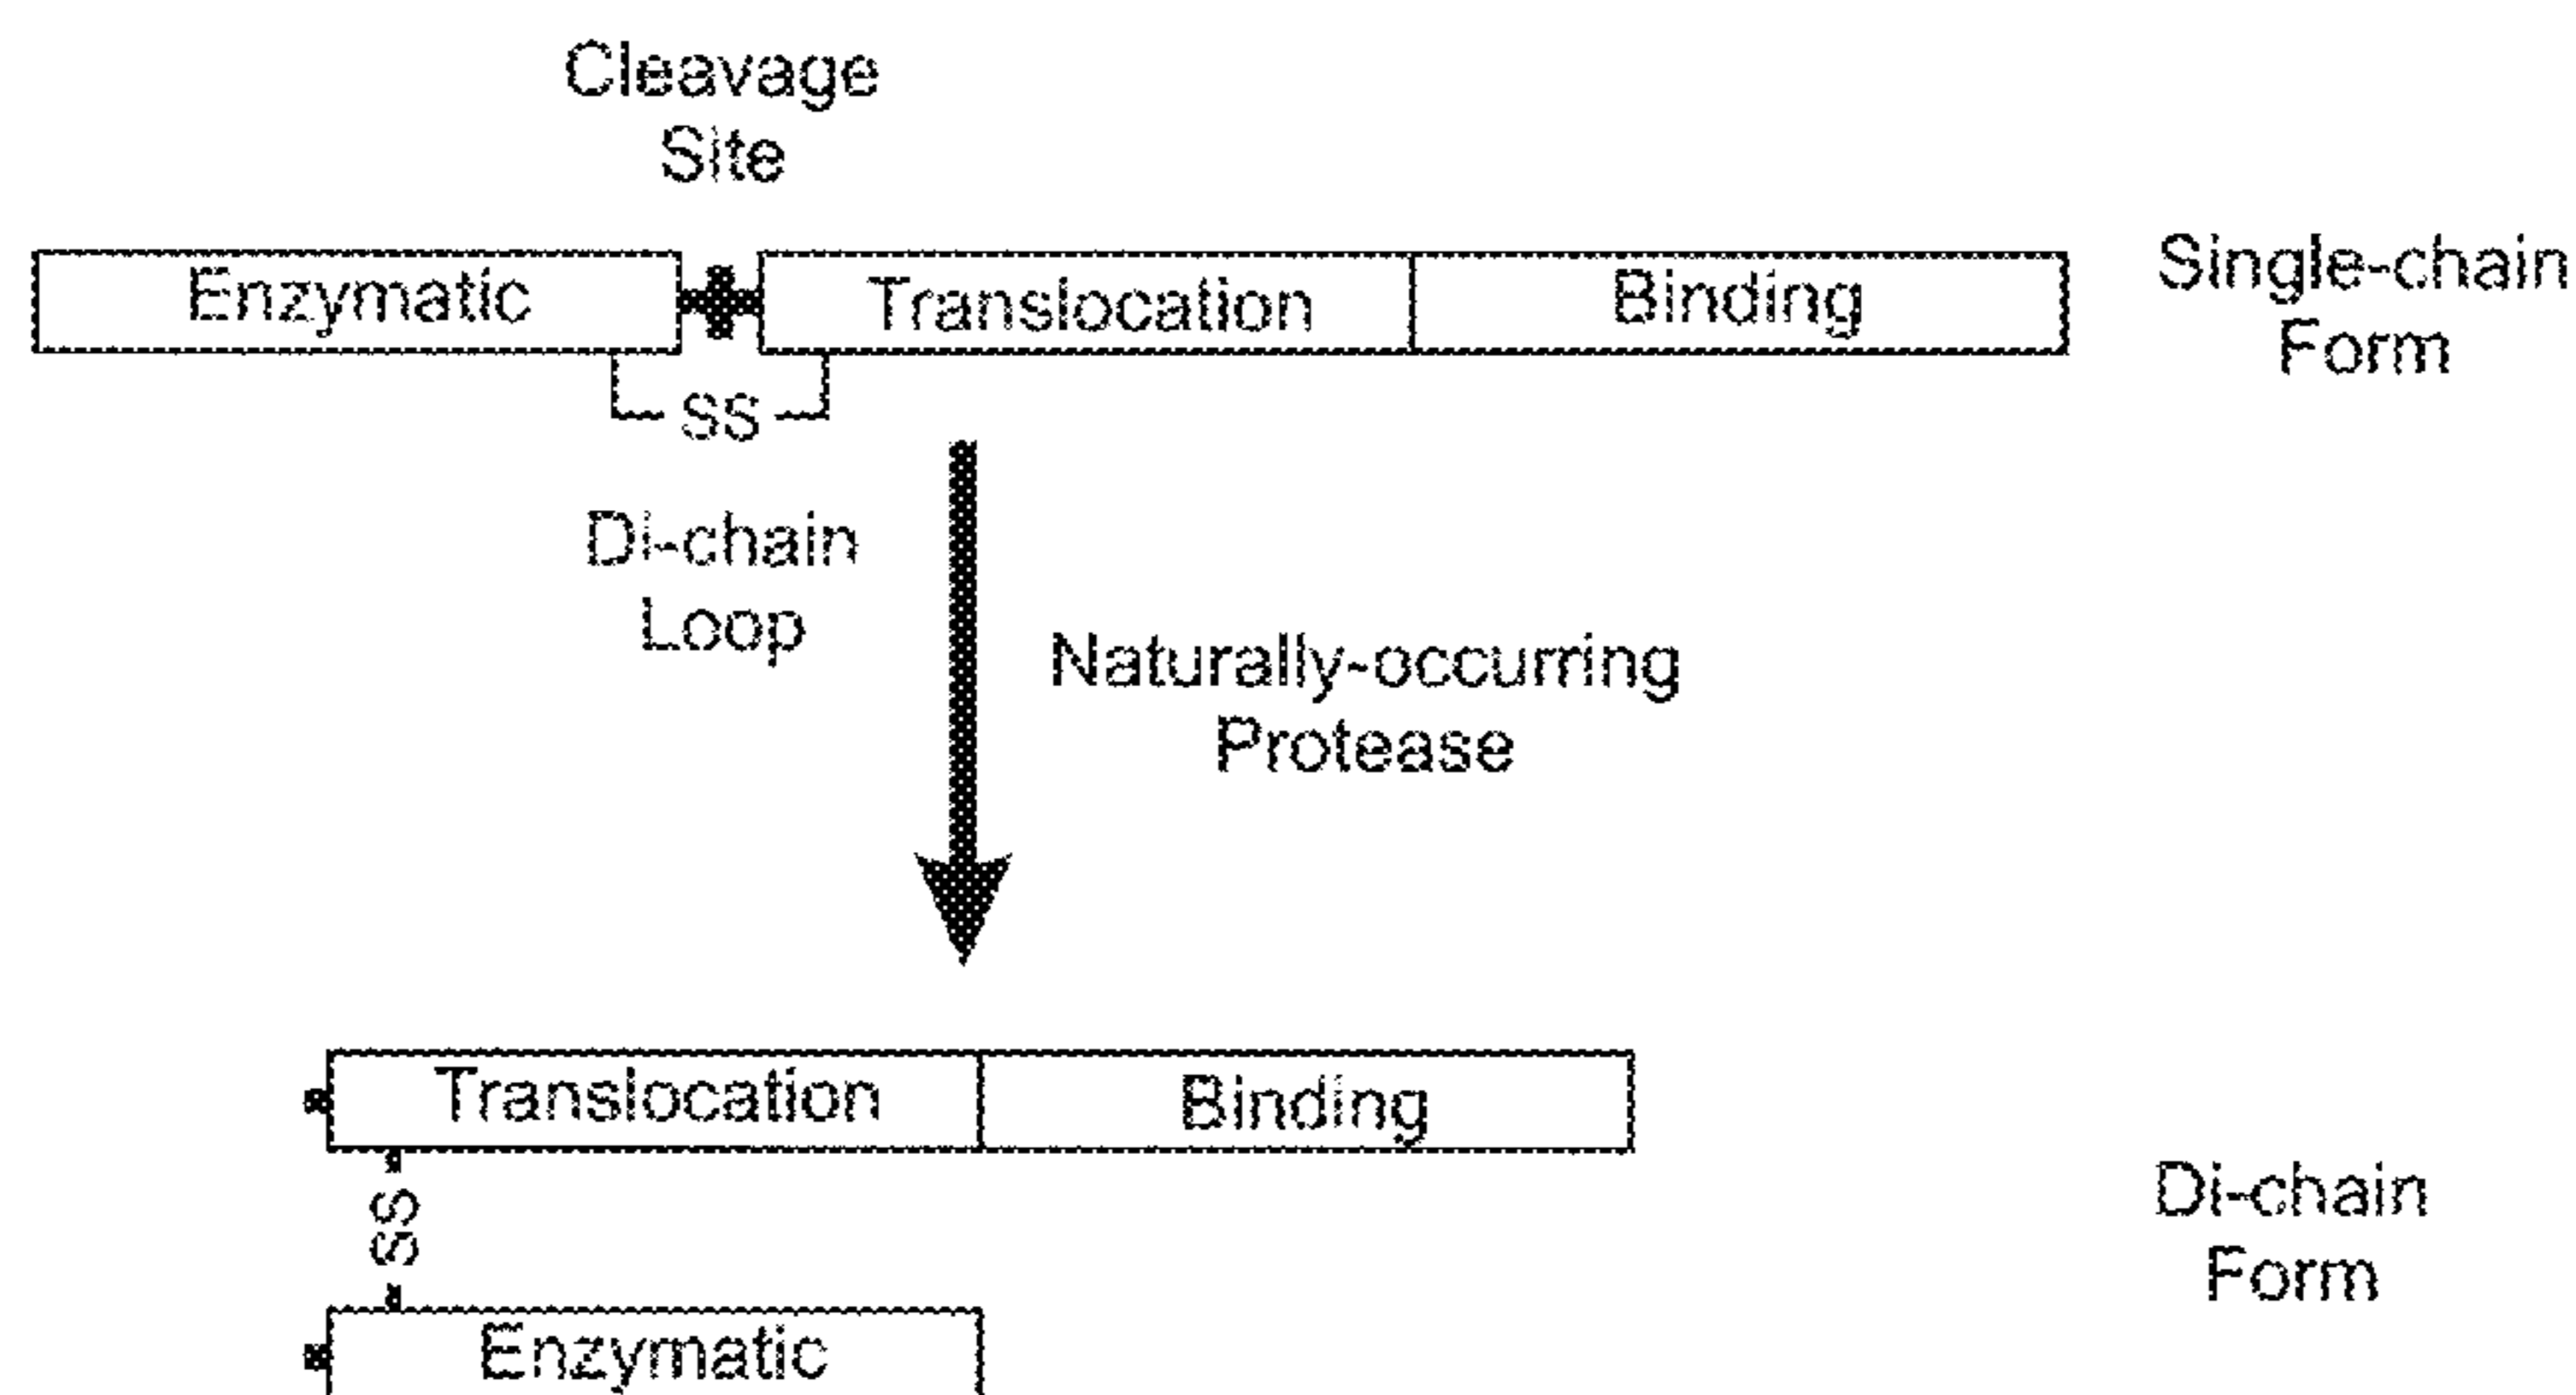 Cleavage
Site
Enzymatic
Translocation
Binding
Single-chain
Form
SS
Di-chain
Loop
Naturally-occurring
Protease
Translocation
Binding
SS
Di-chain
Form
Enzymatic